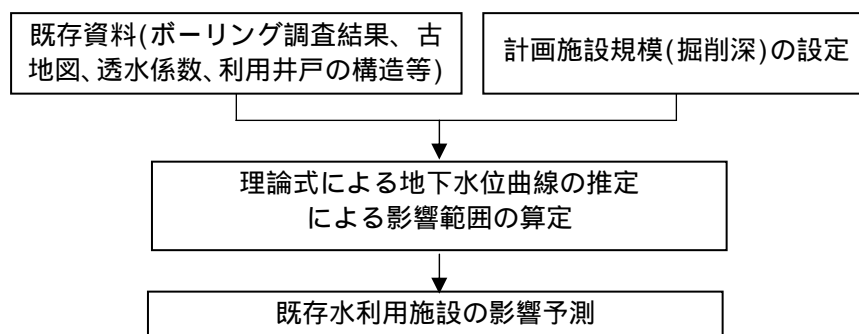 既存資料(ボーリング調査結果、古
地図、透水係数、利用井戸の構造等)
計画施設規模(掘削深)の設定
理論式による地下水位曲線の推定
による影響範囲の算定
既存水利用施設の影響予測